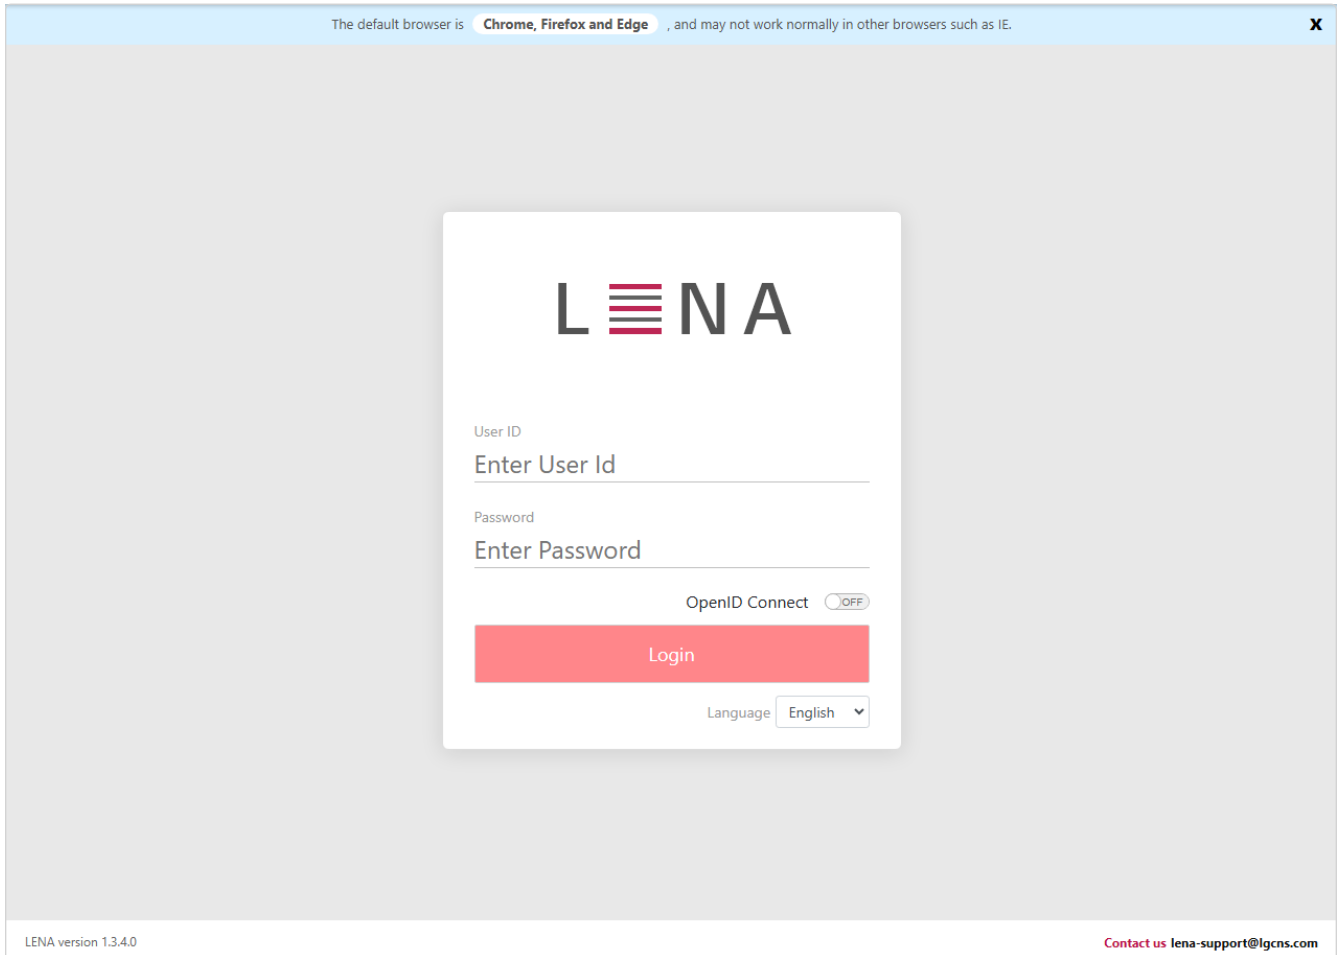 The default browser is Chrome, Firefox and Edge , and may not work normally in other browsers such as IE.
X
LENA
User ID
Enter User Id
Password
Enter Password
OpenID Connect OFF
Login
Language English
LENA version 1.3.4.0
Contact us lena-support@lgcns.com